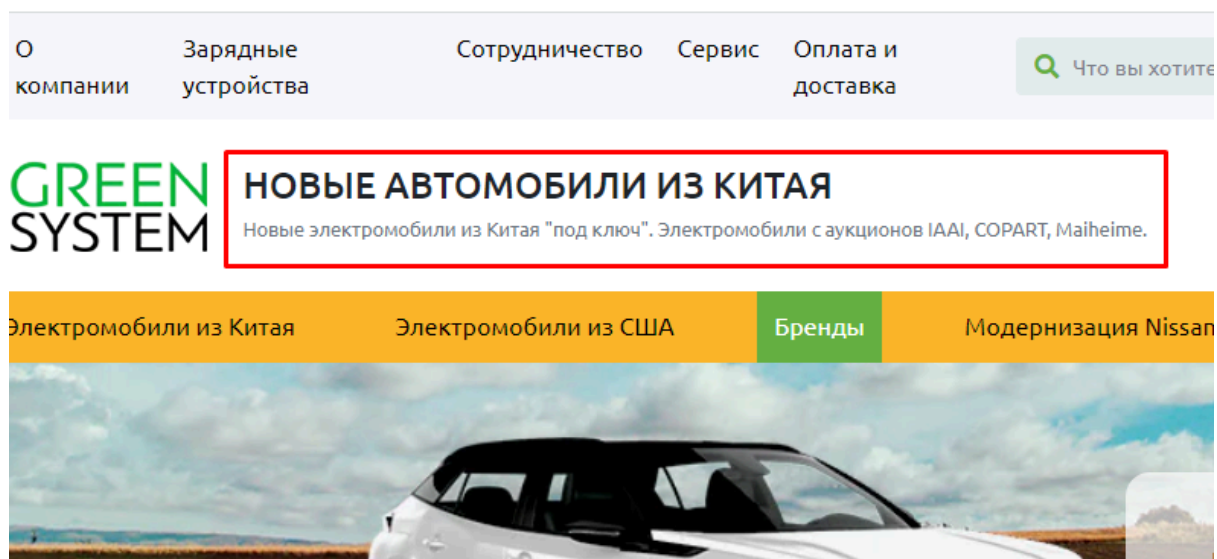 О компании
Зарядные устройства
Сотрудничество
Сервис
Оплата и доставка
Что вы хотите
GREEN
SYSTEM
НОВЫЕ АВТОМОБИЛИ ИЗ КИТАЯ
Новые электромобили из Китая "под ключ". Электромобили с аукционов IAAI, COPART, Maiheime.
Электромобили из Китая
Электромобили из США
Бренды
Модернизация Nissan